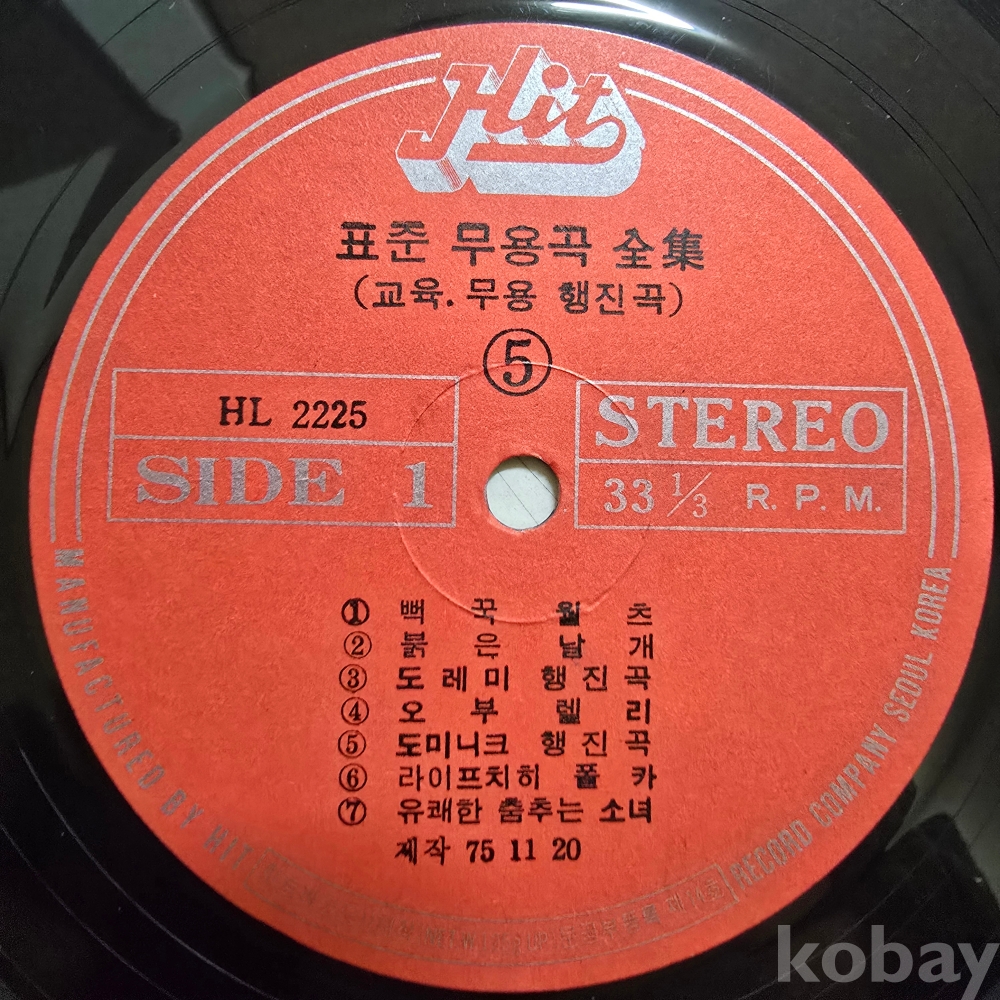 Hit
표준 무용곡 全集
(교육. 무용 행진곡)
⑤
HL 2225
SIDE 1
STEREO
33 1/3 R. P. M.
① 뻑 꾹 월 츠
② 붉 은 날 개
③ 도 레 미 행 진 곡
④ 오 부 렐 리
⑤ 도미니크 행 진 곡
⑥ 라이프치히 폴 카
⑦ 유쾌한 춤추는 소녀
제작 75 11 20
MANUFACTURED BY HIT RECORD COMPANY SEOUL KOREA
kobay